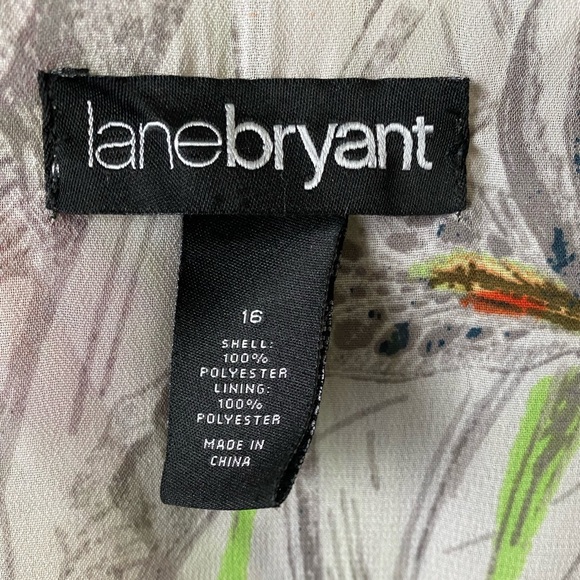 lanebryant
16
SHELL:
100%
POLYESTER
LINING:
100%
POLYESTER
MADE IN
CHINA